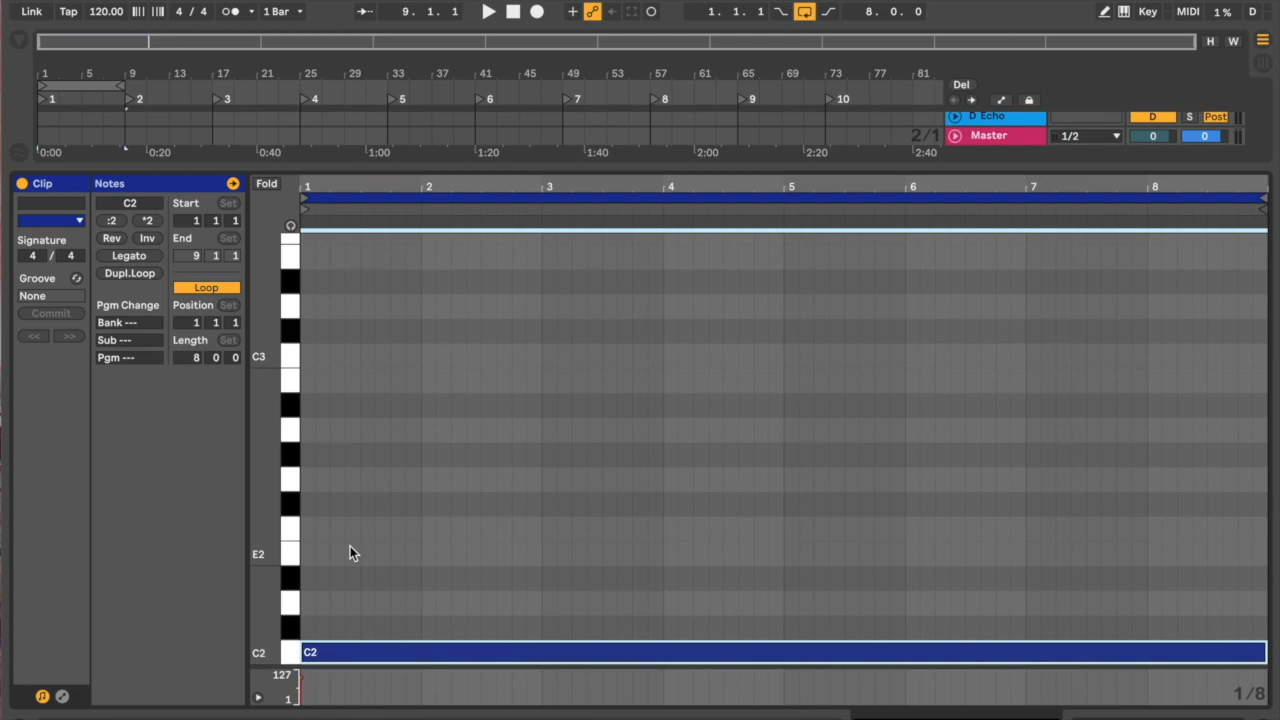 Link Tap 120.00 4 / 4 1 Bar 9. 1. 1 1. 1. 1 8. 0. 0 Key MIDI 1 % D
H W
1 5 9 13 17 21 25 29 33 37 41 45 49 53 57 61 65 69 73 77 81
Del
1 2 3 4 5 6 7 8 9 10
D Echo D S Post
2/1 Master 1/2 0 0
0:00 0:20 0:40 1:00 1:20 1:40 2:00 2:20 2:40
Clip Notes Fold 1 2 3 4 5 6 7 8
C2 Start Set
:2 *2 1 1 1
Signature Rev Inv End Set
4 / 4 Legato 9 1 1
Groove Dupl.Loop
None Loop
Commit Pgm Change Position Set
<< >> Bank --- 1 1 1
Sub --- Length Set
Pgm --- 8 0 0
C3
E2
C2 C2
127
1 1/8